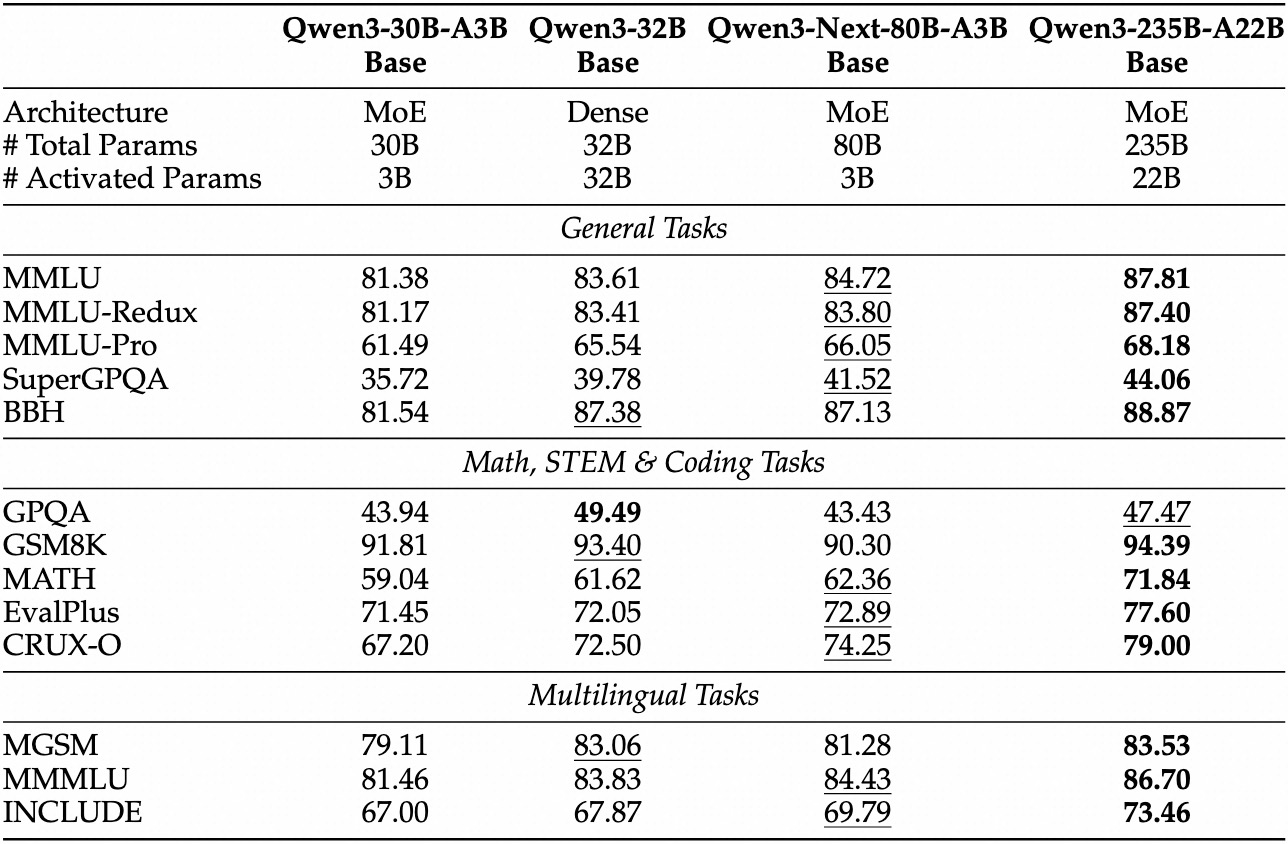 Qwen3-30B-A3B Qwen3-32B Qwen3-Next-80B-A3B Qwen3-235B-A22B
Base Base Base Base
Architecture MoE Dense MoE MoE
# Total Params 30B 32B 80B 235B
# Activated Params 3B 32B 3B 22B
General Tasks
MMLU 81.38 83.61 84.72 87.81
MMLU-Redux 81.17 83.41 83.80 87.40
MMLU-Pro 61.49 65.54 66.05 68.18
SuperGPQA 35.72 39.78 41.52 44.06
BBH 81.54 87.38 87.13 88.87
Math, STEM & Coding Tasks
GPQA 43.94 49.49 43.43 47.47
GSM8K 91.81 93.40 90.30 94.39
MATH 59.04 61.62 62.36 71.84
EvalPlus 71.45 72.05 72.89 77.60
CRUX-O 67.20 72.50 74.25 79.00
Multilingual Tasks
MGSM 79.11 83.06 81.28 83.53
MMMLU 81.46 83.83 84.43 86.70
INCLUDE 67.00 67.87 69.79 73.46